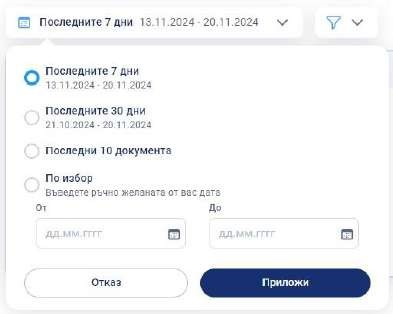 Последните 7 дни 13.11.2024 - 20.11.2024
Последните 7 дни
13.11.2024 - 20.11.2024
Последните 30 дни
21.10.2024 - 20.11.2024
Последни 10 документа
По избор
Въведете ръчно желаната от вас дата
От До
дд.мм.гггг дд.мм.гггг
Отказ Приложи